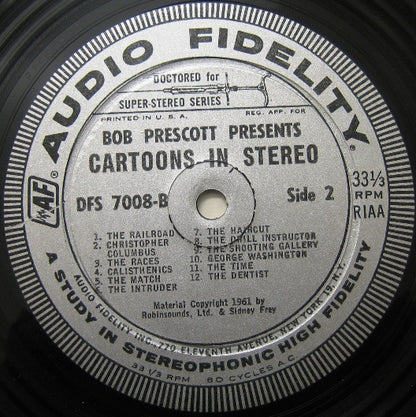 AUDIO FIDELITY®
AF
DOCTORED for
SUPER-STEREO SERIES
PRINTED IN U.S.A.
REG. APP. FOR
BOB PRESCOTT PRESENTS
CARTOONS IN STEREO
DFS 7008-B
Side 2
33⅓
RPM
RIAA
1. THE RAILROAD
2. CHRISTOPHER
COLUMBUS
3. THE RACES
4. CALISTHENICS
5. THE MATCH
6. THE INTRUDER
7. THE HAIRCUT
8. THE DRILL INSTRUCTOR
9. THE SHOOTING GALLERY
10. GEORGE WASHINGTON
11. THE TIME
12. THE DENTIST
Material Copyright 1961 by
Robinsounds, Ltd. & Sidney Frey
AUDIO FIDELITY INC. 770 ELEVENTH AVENUE, NEW YORK 19, N.Y.
A STUDY IN STEREOPHONIC HIGH FIDELITY
33 1/3 RPM 60 CYCLES A C